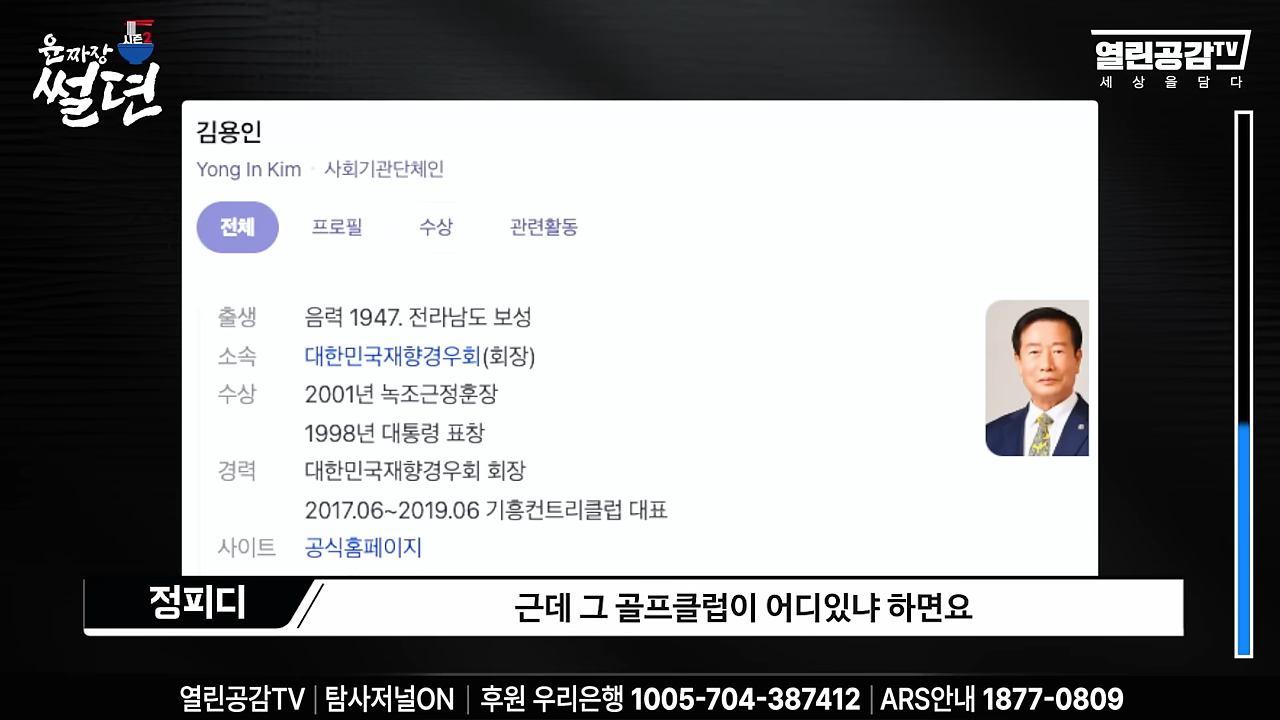 윤짜장
시즌2
썰뎐
열린공감TV
세상을담다
김용인
Yong In Kim · 사회기관단체인
전체 프로필 수상 관련활동
출생 음력 1947. 전라남도 보성
소속 대한민국재향경우회(회장)
수상 2001년 녹조근정훈장
1998년 대통령 표창
경력 대한민국재향경우회 회장
2017.06~2019.06 기흥컨트리클럽 대표
사이트 공식홈페이지
정피디 근데 그 골프클럽이 어디있냐 하면요
열린공감TV | 탐사저널ON | 후원 우리은행 1005-704-387412 | ARS안내 1877-0809